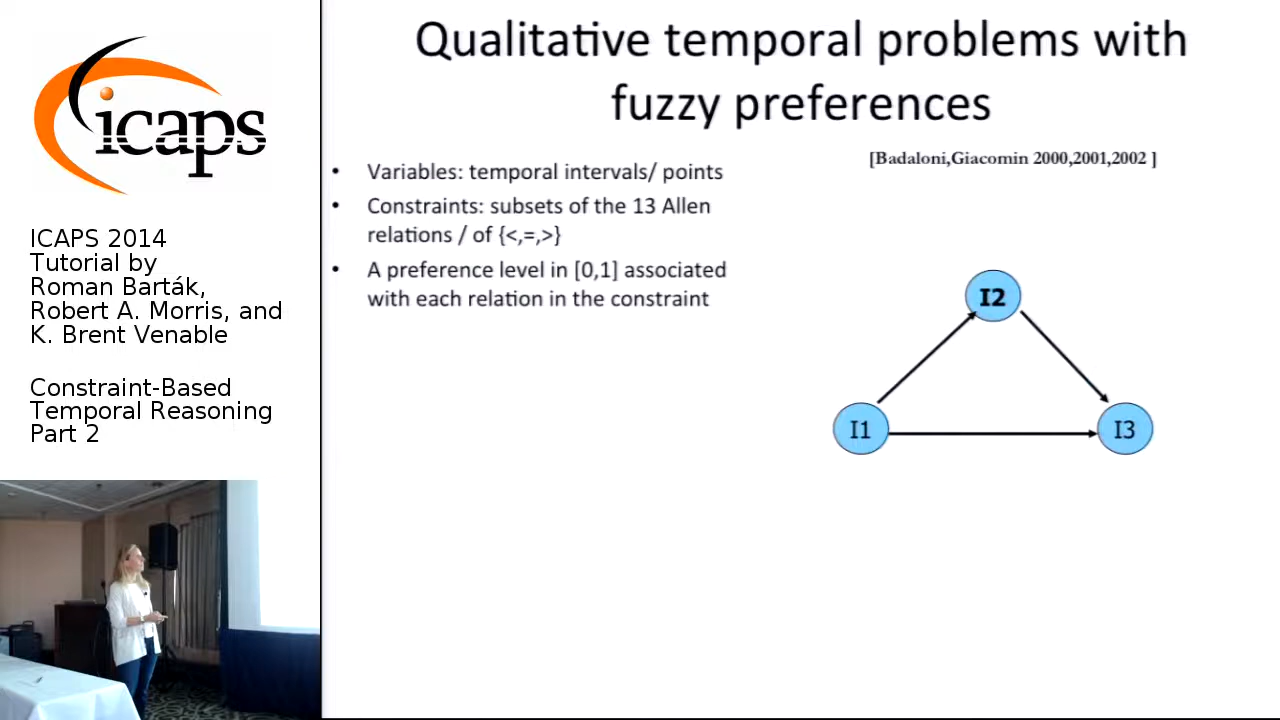 icaps
ICAPS 2014
Tutorial by
Roman Barták,
Robert A. Morris, and
K. Brent Venable
Constraint-Based
Temporal Reasoning
Part 2
Qualitative temporal problems with
fuzzy preferences
[Badaloni,Giacomin 2000,2001,2002 ]
• Variables: temporal intervals/ points
• Constraints: subsets of the 13 Allen
relations / of {<,=,>}
• A preference level in [0,1] associated
with each relation in the constraint
I2
I1
I3